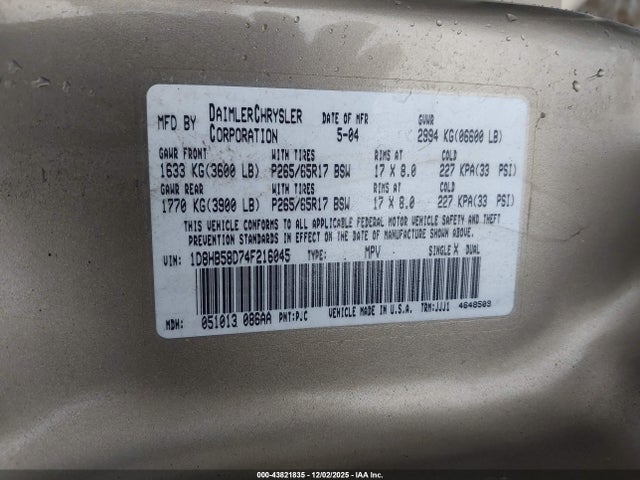 MFD BY DAIMLERCHRYSLER CORPORATION DATE OF MFR 5-04 GVWR 2994 KG(06600 LB)
GAWR FRONT WITH TIRES RIMS AT COLD
1633 KG(3600 LB) P265/65R17 BSW 17 X 8.0 227 KPA(33 PSI)
GAWR REAR WITH TIRES RIMS AT COLD
1770 KG(3900 LB) P265/65R17 BSW 17 X 8.0 227 KPA(33 PSI)
THIS VEHICLE CONFORMS TO ALL APPLICABLE FEDERAL MOTOR VEHICLE SAFETY AND THEFT
PREVENTION STANDARDS IN EFFECT ON THE DATE OF MANUFACTURE SHOWN ABOVE.
VIN: 1D8HB58D74F216045 TYPE: MPV SINGLE X DUAL
MDH: 051013 086AA PNT:PJC VEHICLE MADE IN U.S.A. TRM:JJJ1 4648509
000-43821835 - 12/02/2025 - IAA Inc.